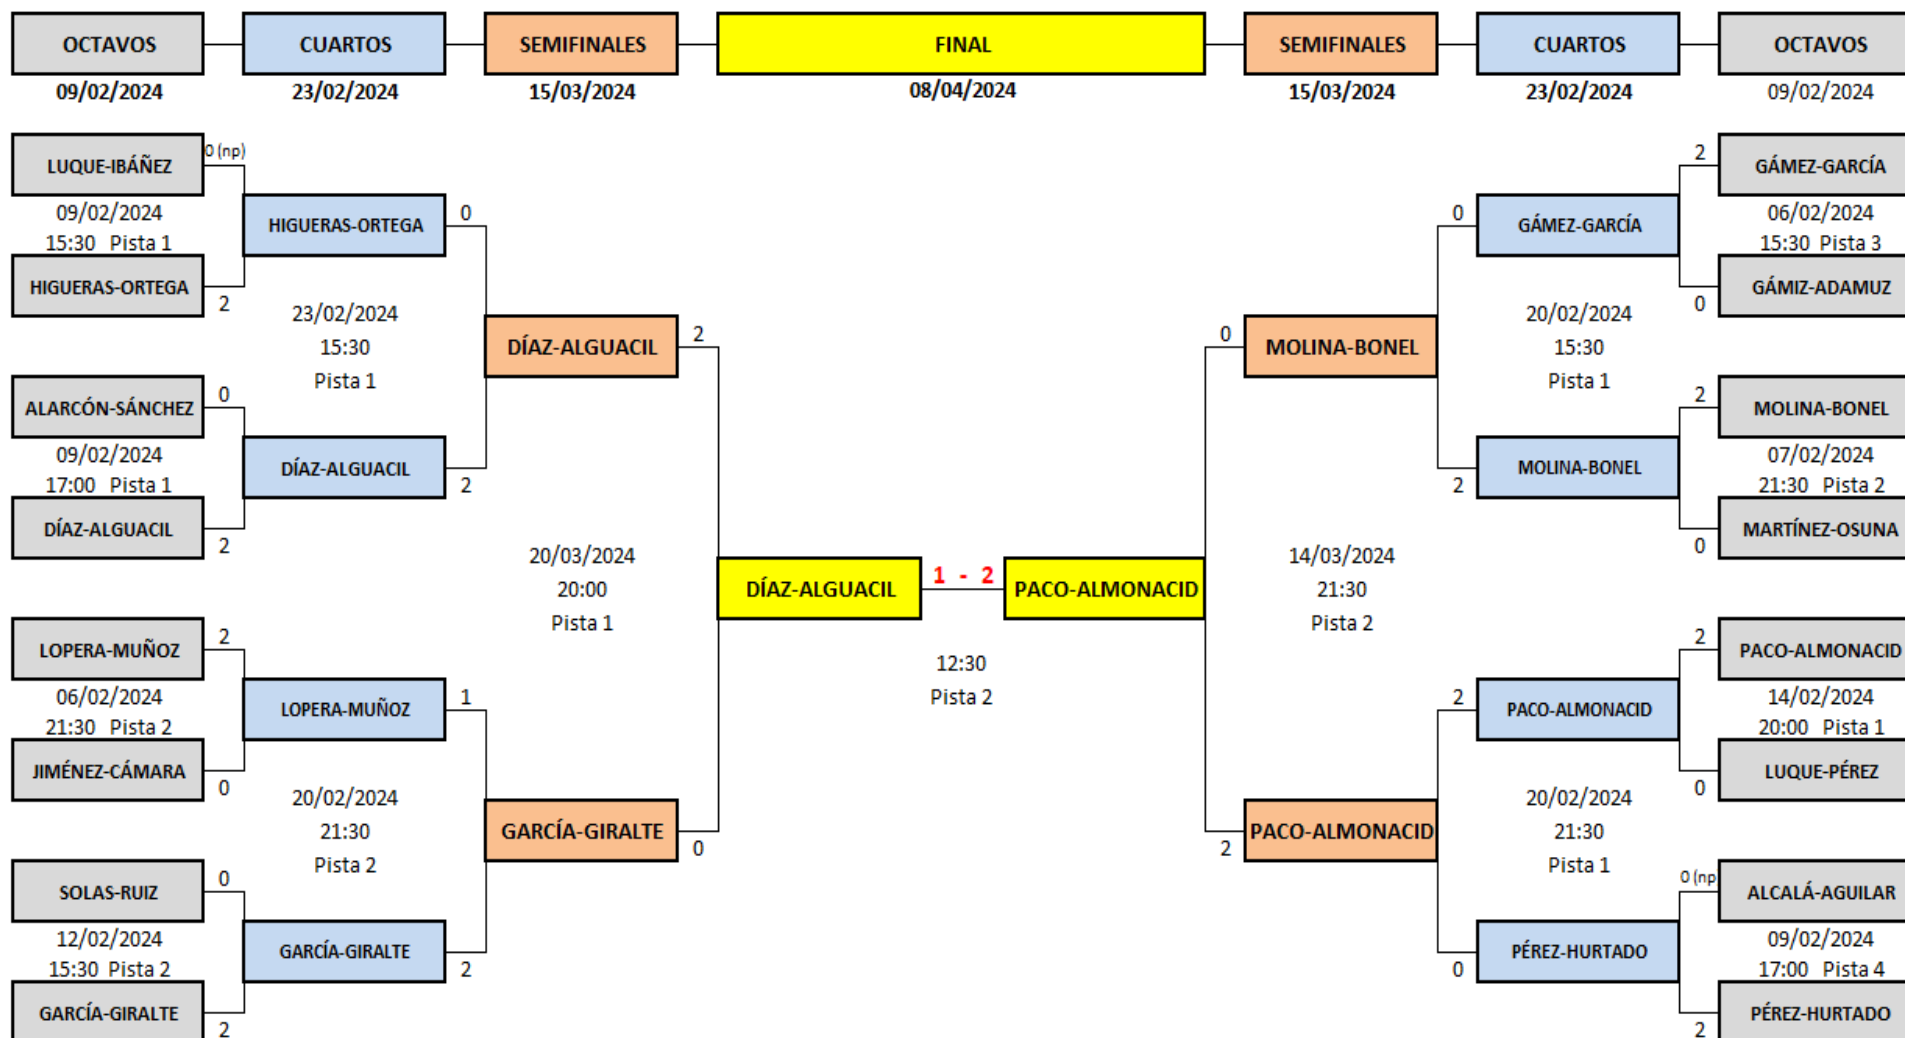 OCTAVOS
CUARTOS
SEMIFINALES
FINAL
SEMIFINALES
CUARTOS
OCTAVOS
09/02/2024
23/02/2024
15/03/2024
08/04/2024
15/03/2024
23/02/2024
09/02/2024
LUQUE-IBÁÑEZ
0 (np)
09/02/2024
15:30 Pista 1
HIGUERAS-ORTEGA
2
ALARCÓN-SÁNCHEZ
0
09/02/2024
17:00 Pista 1
DÍAZ-ALGUACIL
2
LOPERA-MUÑOZ
2
06/02/2024
21:30 Pista 2
JIMÉNEZ-CÁMARA
0
SOLAS-RUIZ
0
12/02/2024
15:30 Pista 2
GARCÍA-GIRALTE
2
HIGUERAS-ORTEGA
0
23/02/2024
15:30
Pista 1
DÍAZ-ALGUACIL
2
LOPERA-MUÑOZ
1
20/02/2024
21:30
Pista 2
GARCÍA-GIRALTE
2
DÍAZ-ALGUACIL
2
20/03/2024
20:00
Pista 1
GARCÍA-GIRALTE
0
DÍAZ-ALGUACIL
1 - 2
PACO-ALMONACID
12:30
Pista 2
0
MOLINA-BONEL
14/03/2024
21:30
Pista 2
2
PACO-ALMONACID
0
GÁMEZ-GARCÍA
20/02/2024
15:30
Pista 1
2
MOLINA-BONEL
2
PACO-ALMONACID
20/02/2024
21:30
Pista 1
0
PÉREZ-HURTADO
2
GÁMEZ-GARCÍA
06/02/2024
15:30 Pista 3
0
GÁMIZ-ADAMUZ
2
MOLINA-BONEL
07/02/2024
21:30 Pista 2
0
MARTÍNEZ-OSUNA
2
PACO-ALMONACID
14/02/2024
20:00 Pista 1
0
LUQUE-PÉREZ
0 (np
ALCALÁ-AGUILAR
09/02/2024
17:00 Pista 4
2
PÉREZ-HURTADO